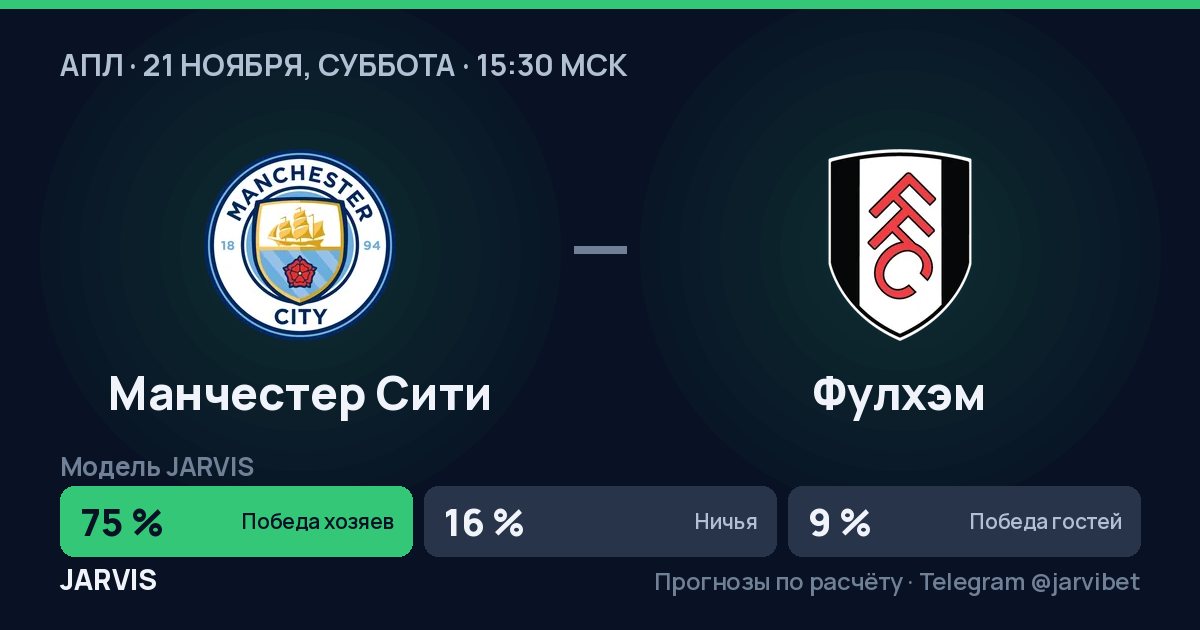 АПЛ · 21 НОЯБРЯ, СУББОТА · 15:30 МСК
MANCHESTER
18 94
CITY
FFC
—
Манчестер Сити
Фулхэм
Модель JARVIS
75 % Победа хозяев
16 % Ничья
9 % Победа гостей
JARVIS
Прогнозы по расчёту · Telegram @jarvibet